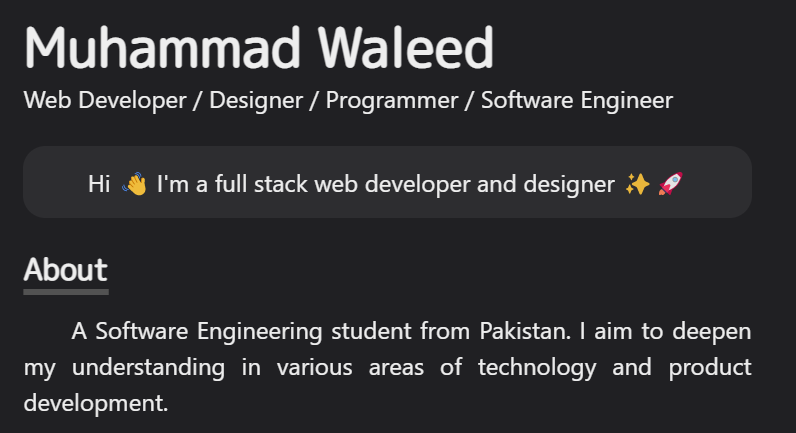 Muhammad Waleed
Web Developer / Designer / Programmer / Software Engineer
Hi 👋 I'm a full stack web developer and designer ✨ 🚀
About
A Software Engineering student from Pakistan. I aim to deepen
my understanding in various areas of technology and product
development.